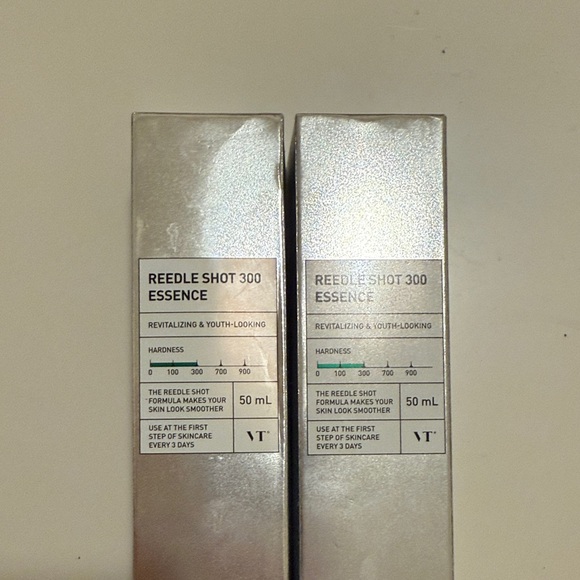 REEDLE SHOT 300
ESSENCE
REVITALIZING & YOUTH-LOOKING
HARDNESS
0 100 300 700 900
THE REEDLE SHOT
FORMULA MAKES YOUR
SKIN LOOK SMOOTHER
50 mL
USE AT THE FIRST
STEP OF SKINCARE
EVERY 3 DAYS
VT®
REEDLE SHOT 300
ESSENCE
REVITALIZING & YOUTH-LOOKING
HARDNESS
0 100 300 700 900
THE REEDLE SHOT
FORMULA MAKES YOUR
SKIN LOOK SMOOTHER
50 mL
USE AT THE FIRST
STEP OF SKINCARE
EVERY 3 DAYS
VT®